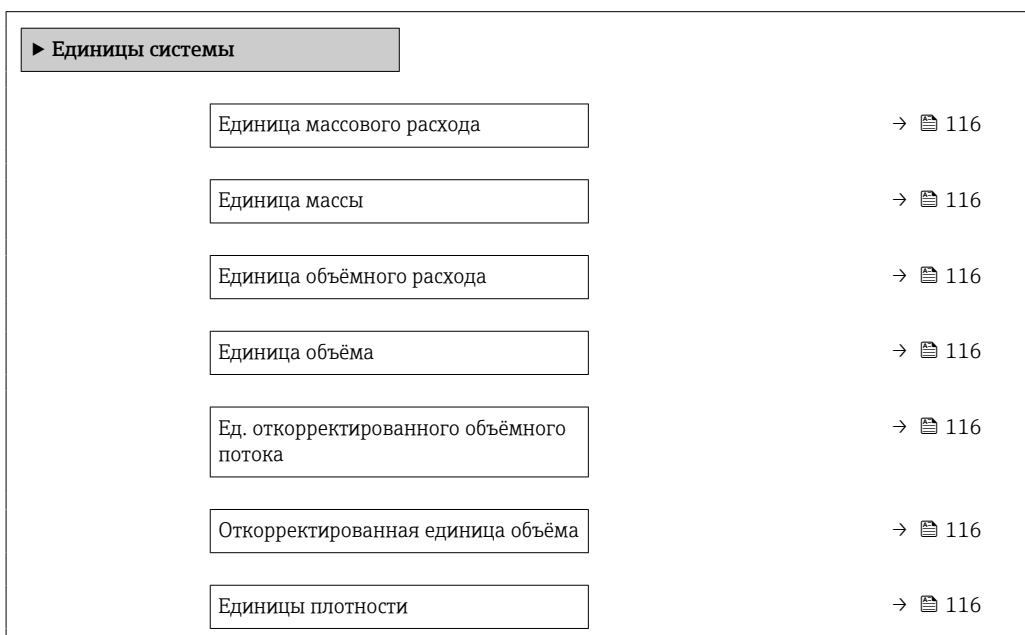 ▶ Единицы системы
Единица массового расхода → 116
Единица массы → 116
Единица объёмного расхода → 116
Единица объёма → 116
Ед. откорректированного объёмного → 116
потока
Откорректированная единица объёма → 116
Единицы плотности → 116